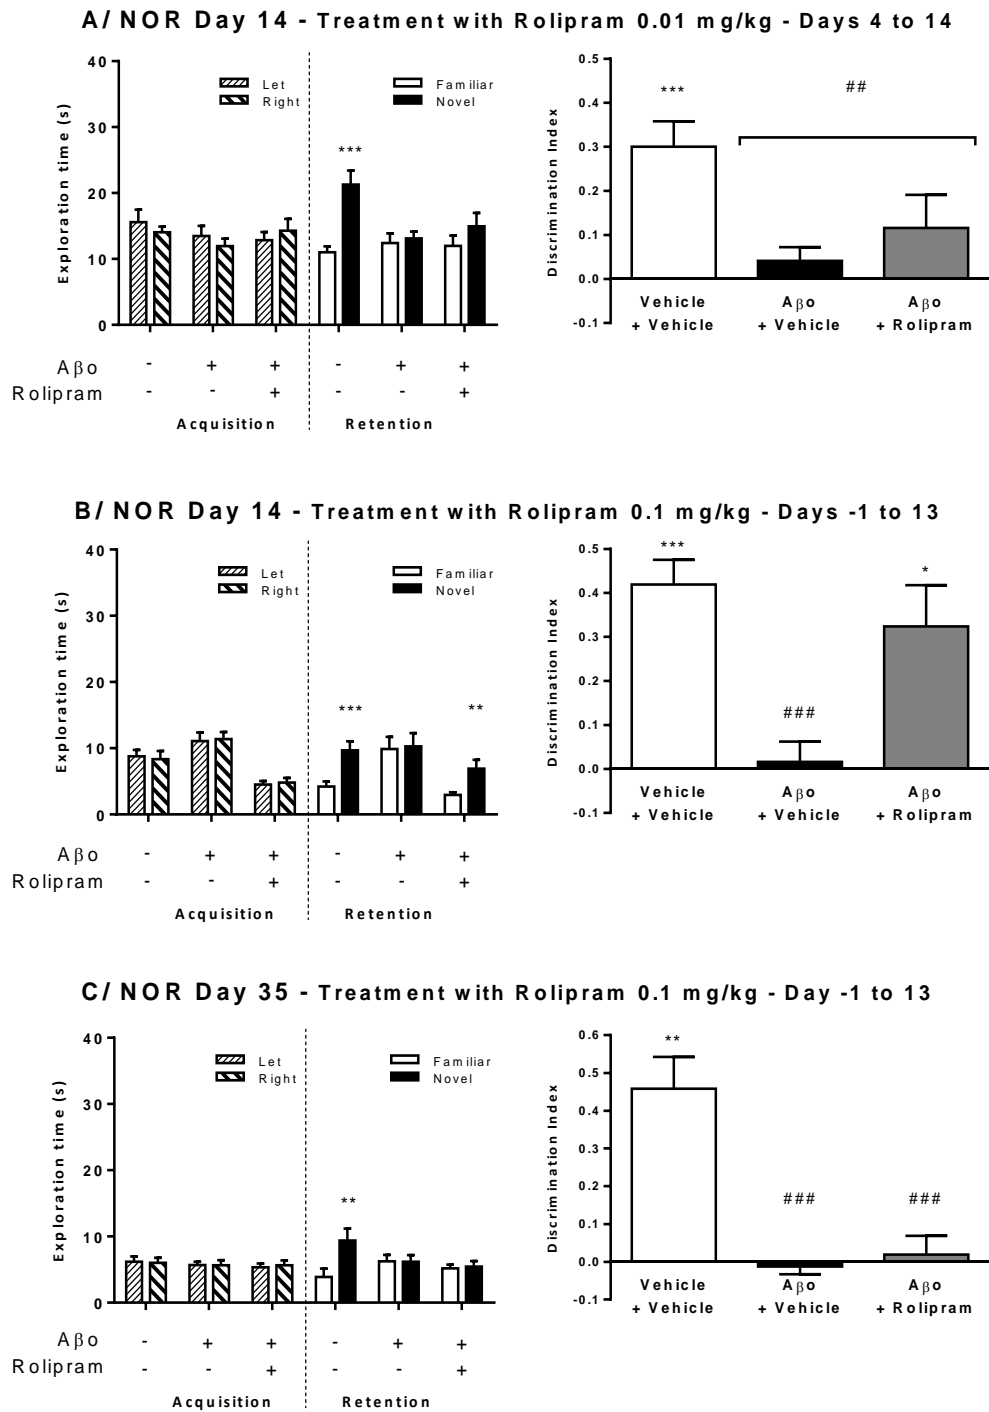 A/ NOR Day 14 - Treatment with Rolipram 0.01 mg/kg - Days 4 to 14
Exploration time (s)
40
30
20
10
0
Let
Right
Familiar
Novel
***
Aβo - + + - + +
Rolipram - - + - - +
Acquisition Retention
Discrimination Index
0.5
0.4
0.3
0.2
0.1
0.0
-0.1
***
##
Vehicle
+ Vehicle
Aβo
+ Vehicle
Aβo
+ Rolipram
B/ NOR Day 14 - Treatment with Rolipram 0.1 mg/kg - Days -1 to 13
Exploration time (s)
40
30
20
10
0
Let
Right
Familiar
Novel
***
**
Aβo - + + - + +
Rolipram - - + - - +
Acquisition Retention
Discrimination Index
0.5
0.4
0.3
0.2
0.1
0.0
-0.1
***
###
*
Vehicle
+ Vehicle
Aβo
+ Vehicle
Aβo
+ Rolipram
C/ NOR Day 35 - Treatment with Rolipram 0.1 mg/kg - Day -1 to 13
Exploration time (s)
40
30
20
10
0
Let
Right
Familiar
Novel
**
Aβo - + + - + +
Rolipram - - + - - +
Acquisition Retention
Discrimination Index
0.6
0.5
0.4
0.3
0.2
0.1
0.0
-0.1
**
###
###
Vehicle
+ Vehicle
Aβo
+ Vehicle
Aβo
+ Rolipram